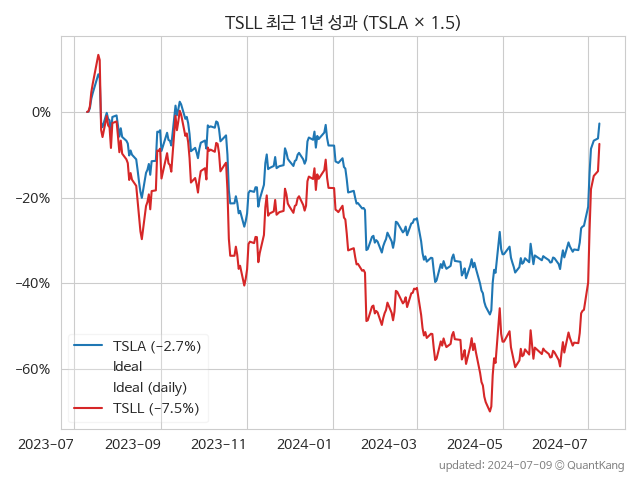 TSLL 최근 1년 성과 (TSLA × 1.5)
0%
−20%
−40%
−60%
TSLA (−2.7%)
Ideal
Ideal (daily)
TSLL (−7.5%)
2023-07
2023-09
2023-11
2024-01
2024-03
2024-05
2024-07
updated: 2024-07-09 © QuantKang